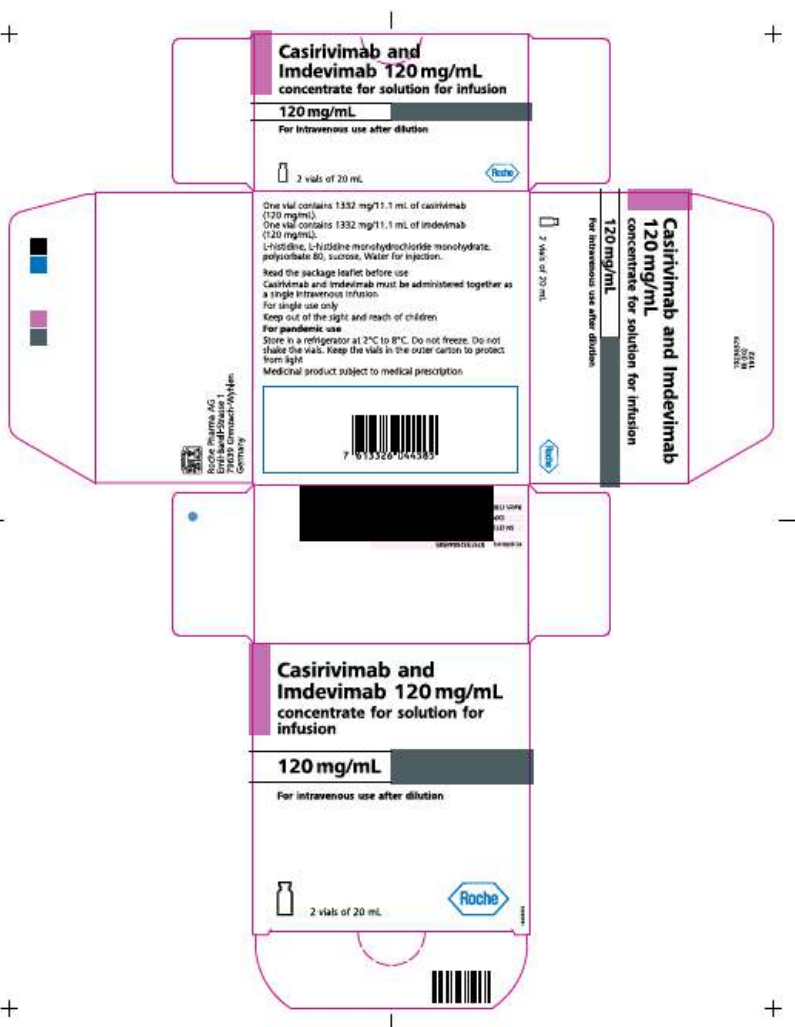 Casirivimab and
Imdevimab 120 mg/mL
concentrate for solution for infusion
120 mg/mL
For intravenous use after dilution
2 vials of 20 mL
Roche
One vial contains 1332 mg/11.1 mL of casirivimab
(120 mg/mL).
One vial contains 1332 mg/11.1 mL of imdevimab
(120 mg/mL).
L-histidine, L-histidine monohydrochloride monohydrate,
polysorbate 80, sucrose, Water for injection.
Read the package leaflet before use
Casirivimab and Imdevimab must be administered together as
a single intravenous infusion
For single use only
Keep out of the sight and reach of children
For pandemic use
Store in a refrigerator at 2°C to 8°C. Do not freeze. Do not
shake the vials. Keep the vials in the outer carton to protect
from light
Medicinal product subject to medical prescription
7 613326 044585
Roche Pharma AG
Emil-Barell-Strasse 1
79639 Grenzach-Wyhlen
Germany
Casirivimab and Imdevimab
120 mg/mL
concentrate for solution for infusion
120 mg/mL
For intravenous use after dilution
2 vials of 20 mL
Roche
Casirivimab and
Imdevimab 120 mg/mL
concentrate for solution for
infusion
120 mg/mL
For intravenous use after dilution
2 vials of 20 mL
Roche